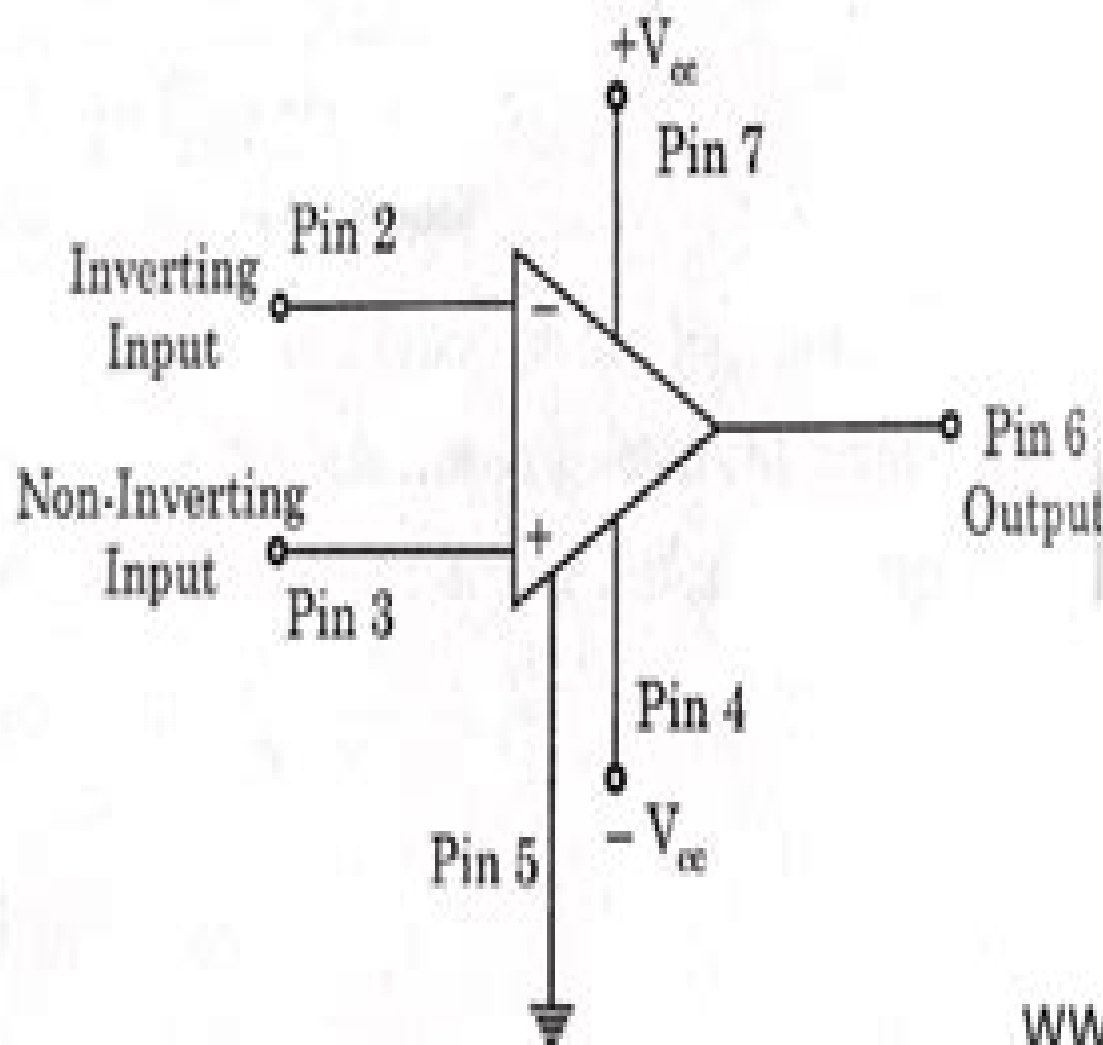 +Vcc
Pin 7
Pin 2
Inverting
Input
−
Pin 6
Output
Non-Inverting
Input
+
Pin 3
Pin 4
− Vcc
Pin 5
ww